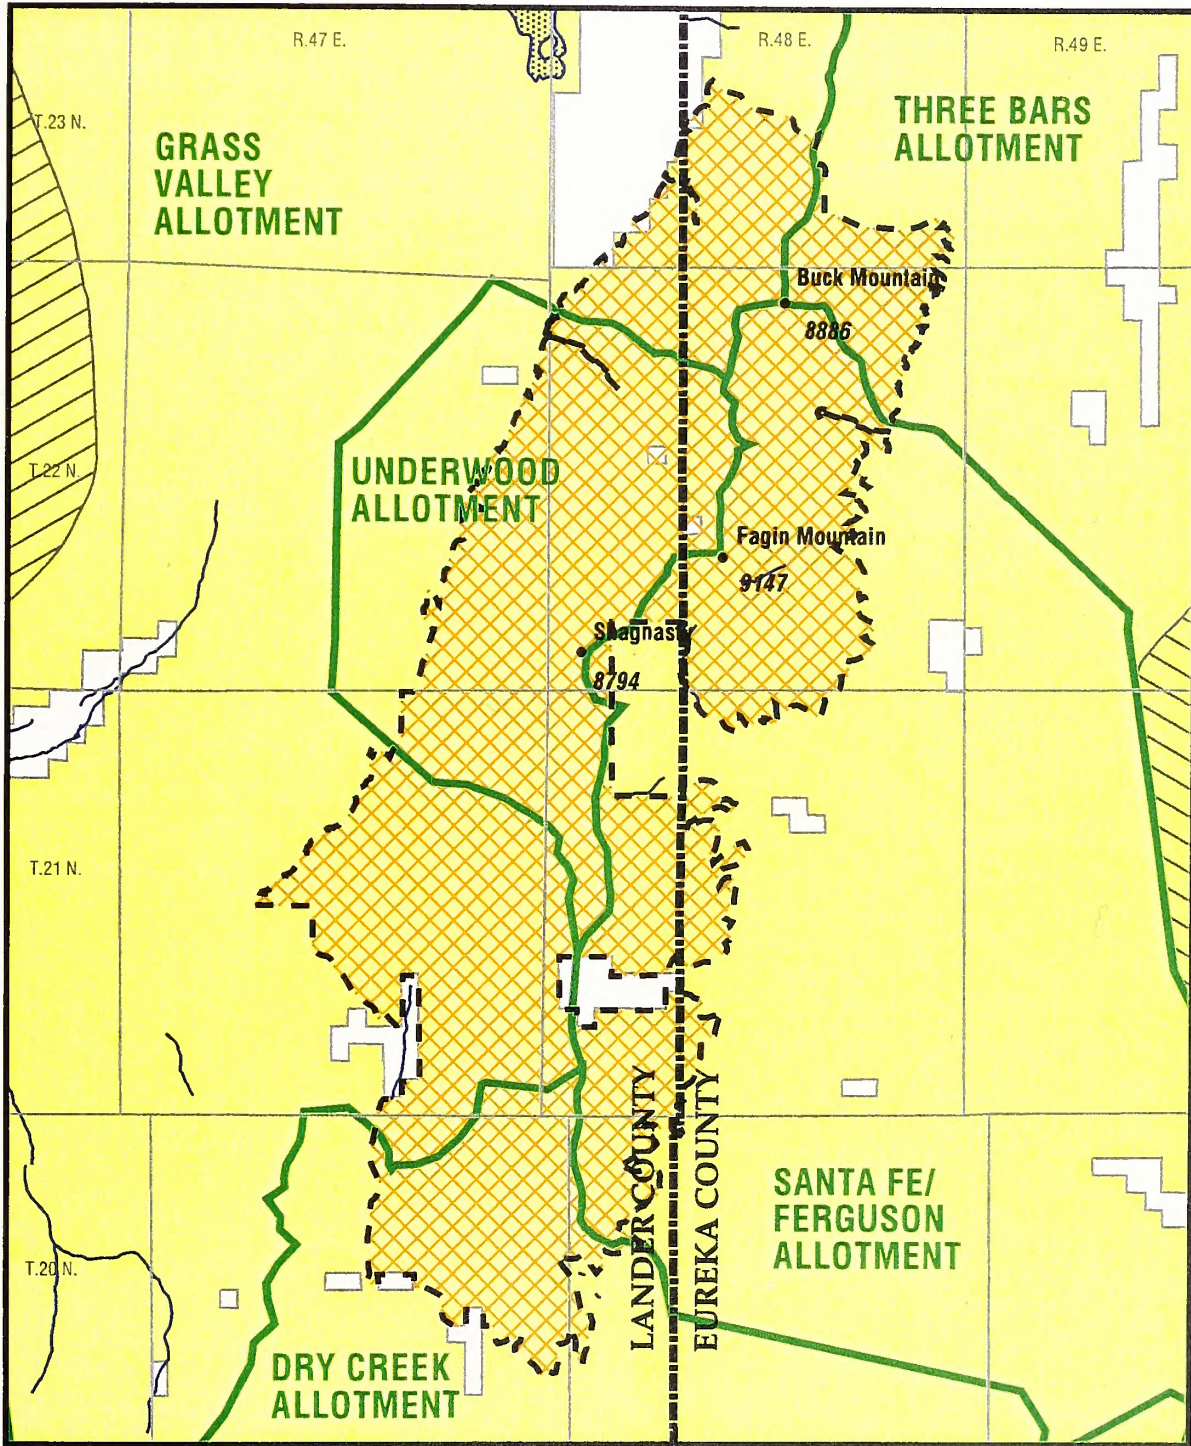 R.47 E.
R.48 E.
R.49 E.
T.23 N.
GRASS
VALLEY
ALLOTMENT
THREE BARS
ALLOTMENT
Buck Mountain
8886
T.22 N.
UNDERWOOD
ALLOTMENT
Fagin Mountain
9147
Shagnasty
8794
T.21 N.
LANDER COUNTY
EUREKA COUNTY
SANTA FE/
FERGUSON
ALLOTMENT
T.20 N.
DRY CREEK
ALLOTMENT